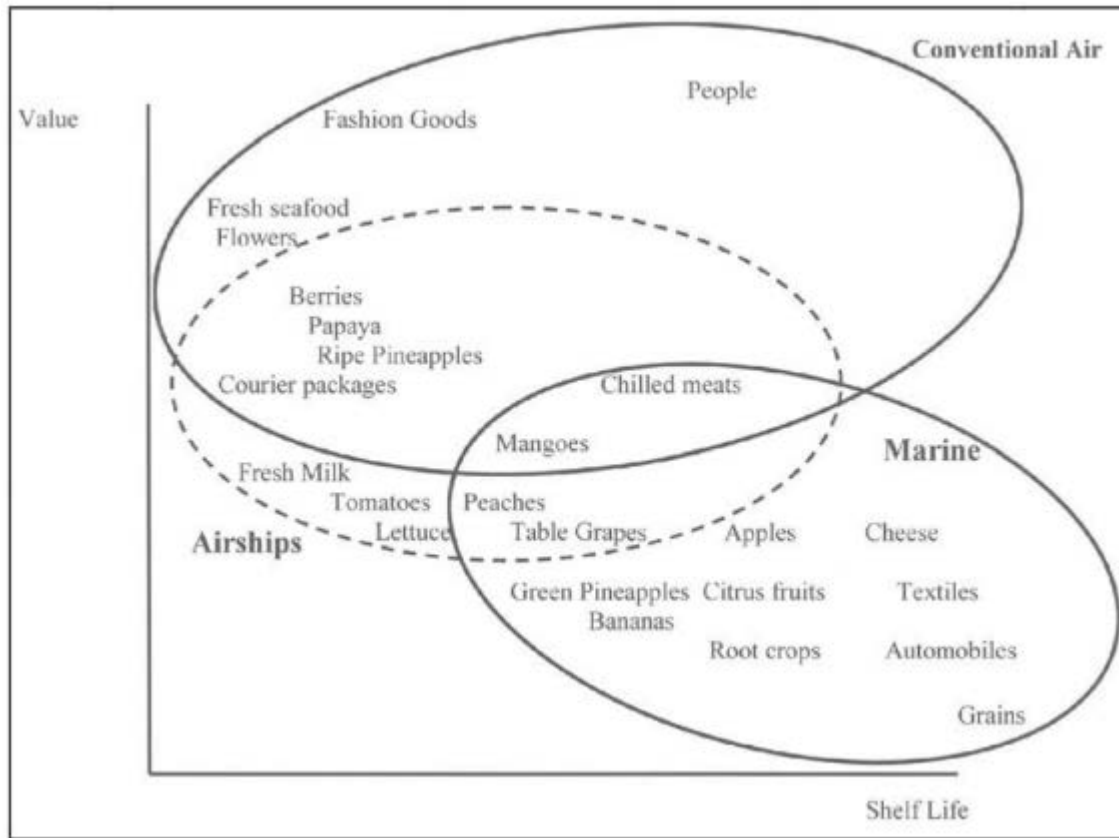 Conventional Air
People
Value
Fashion Goods
Fresh seafood
Flowers
Berries
Papaya
Ripe Pineapples
Courier packages
Chilled meats
Mangoes
Marine
Fresh Milk
Tomatoes
Peaches
Airships
Lettuce
Table Grapes
Apples
Cheese
Green Pineapples
Citrus fruits
Textiles
Bananas
Root crops
Automobiles
Grains
Shelf Life